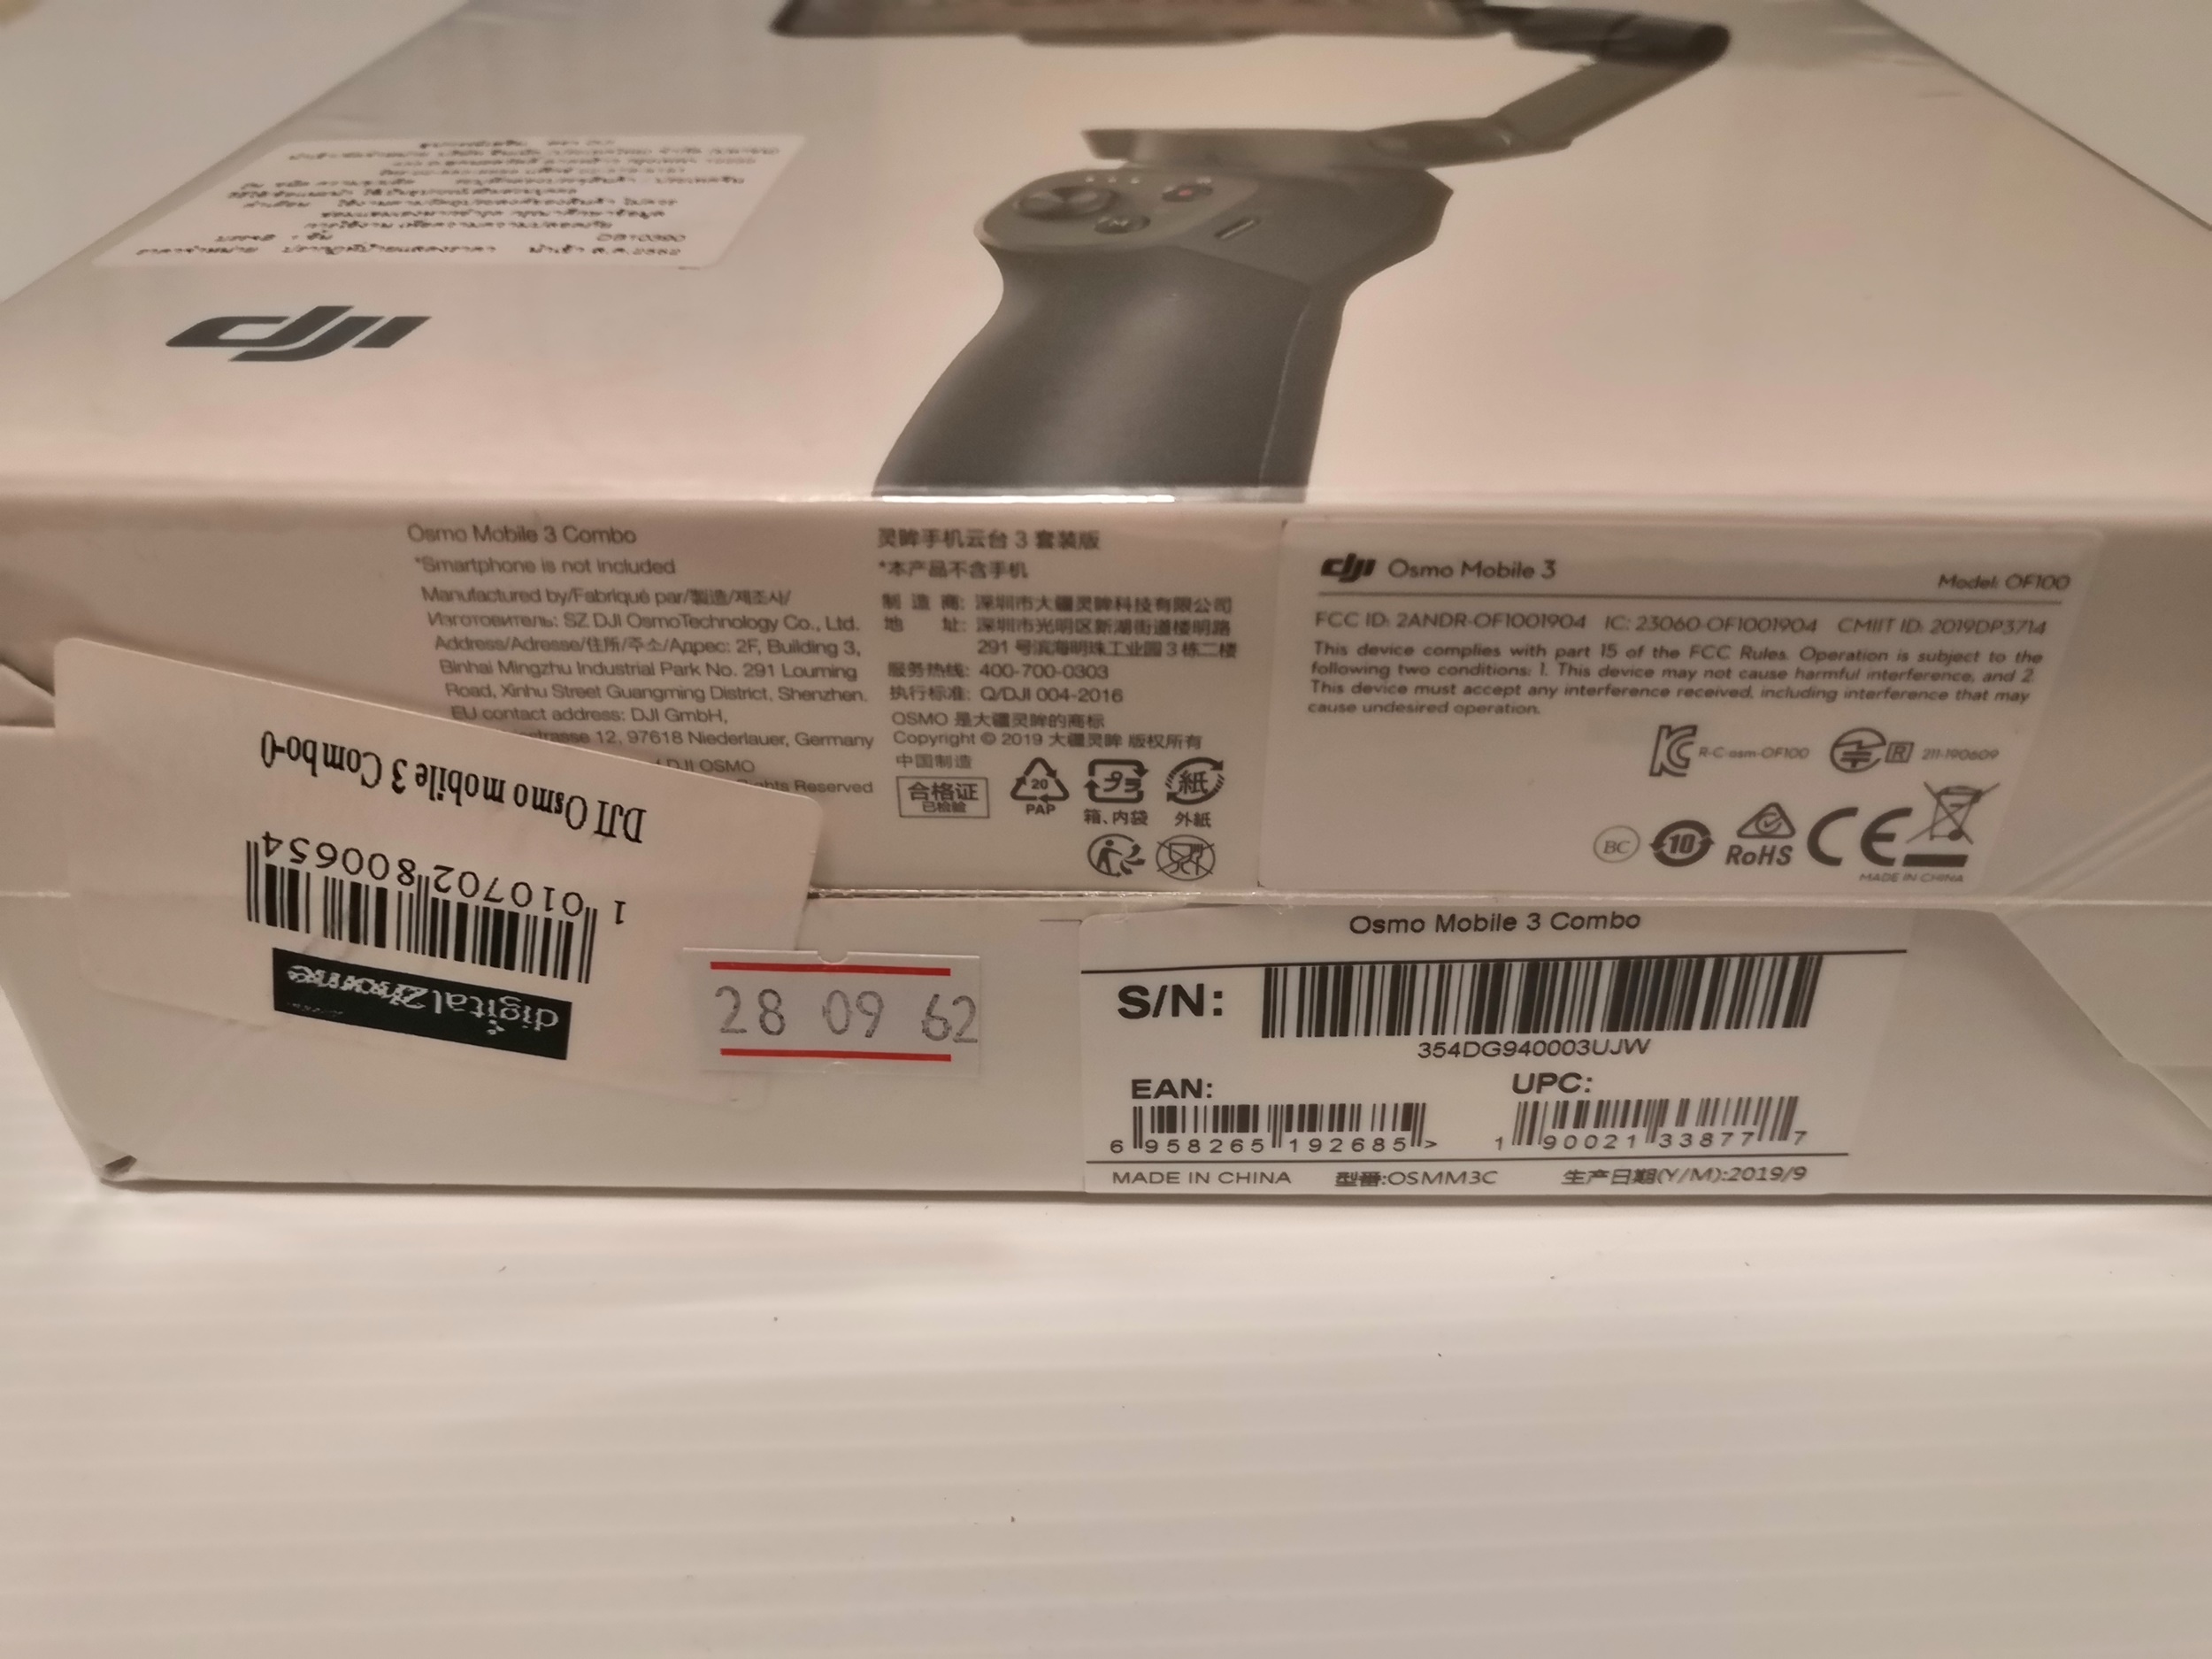 dji
Osmo Mobile 3 Combo
*Smartphone is not included
Manufactured by/Fabriqué par/製造/제조사/
Изготовитель: SZ DJI OsmoTechnology Co., Ltd.
Address/Adresse/住所/주소/Адрес: 2F, Building 3,
Binhai Mingzhu Industrial Park No. 291 Louming
Road, Xinhu Street Guangming District, Shenzhen.
EU contact address: DJI GmbH,
12, 97618 Niederlauer, Germany
DJI OSMO
Reserved
灵眸手机云台 3 套装版
*本产品不含手机
制 造 商: 深圳市大疆灵眸科技有限公司
地 址: 深圳市光明区新湖街道楼明路
291 号滨海明珠工业园 3 栋二楼
服务热线: 400-700-0303
执行标准: Q/DJI 004-2016
OSMO 是大疆灵眸的商标
Copyright © 2019 大疆灵眸 版权所有
中国制造
合格证
已检验
20
PAP
プラ
箱、内袋
紙
外紙
dji Osmo Mobile 3
Model: OF100
FCC ID: 2ANDR-OF1001904 IC: 23060-OF1001904 CMIIT ID: 2019DP3714
This device complies with part 15 of the FCC Rules. Operation is subject to the
following two conditions: 1. This device may not cause harmful interference, and 2.
This device must accept any interference received, including interference that may
cause undesired operation.
R-C-osm-OF100
R 211-190609
BC
10
RoHS
CE
MADE IN CHINA
DJI Osmo mobile 3 Combo-0
1 010702 800654
digital2home
28 09 62
Osmo Mobile 3 Combo
S/N:
354DG940003UJW
EAN:
6 958265 192685 >
UPC:
1 90021 33877 7
MADE IN CHINA 型番:OSMM3C 生产日期(Y/M):2019/9